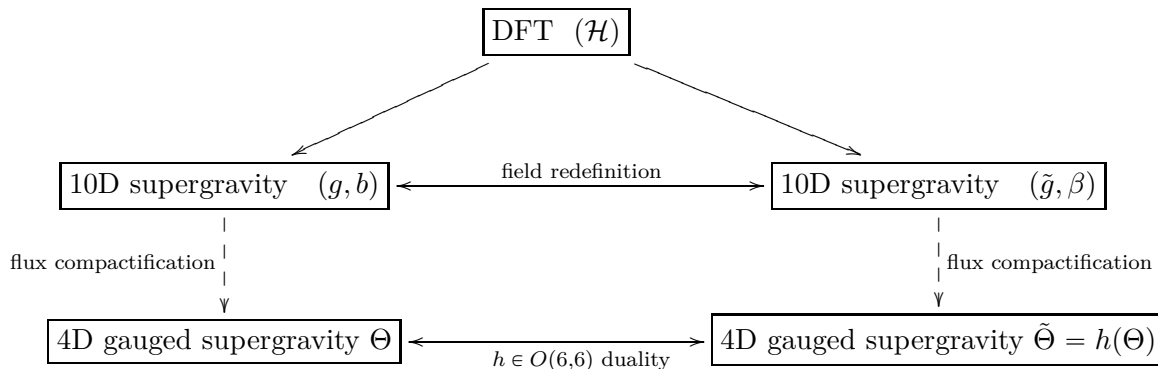 DFT (ℋ)
10D supergravity (g, b)
field redefinition
10D supergravity (g̃, β)
flux compactification
flux compactification
4D gauged supergravity Θ
h ∈ O(6,6) duality
4D gauged supergravity Θ̃ = h(Θ)